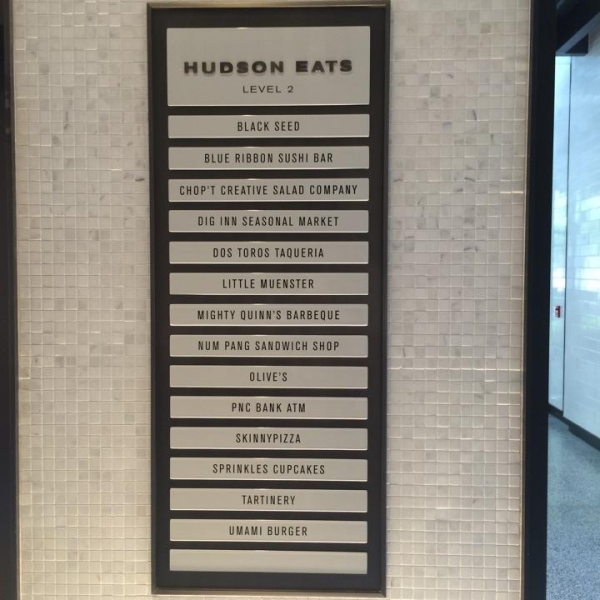 HUDSON EATS
LEVEL 2
BLACK SEED
BLUE RIBBON SUSHI BAR
CHOP'T CREATIVE SALAD COMPANY
DIG INN SEASONAL MARKET
DOS TOROS TAQUERIA
LITTLE MUENSTER
MIGHTY QUINN'S BARBEQUE
NUM PANG SANDWICH SHOP
OLIVE'S
PNC BANK ATM
SKINNYPIZZA
SPRINKLES CUPCAKES
TARTINERY
UMAMI BURGER